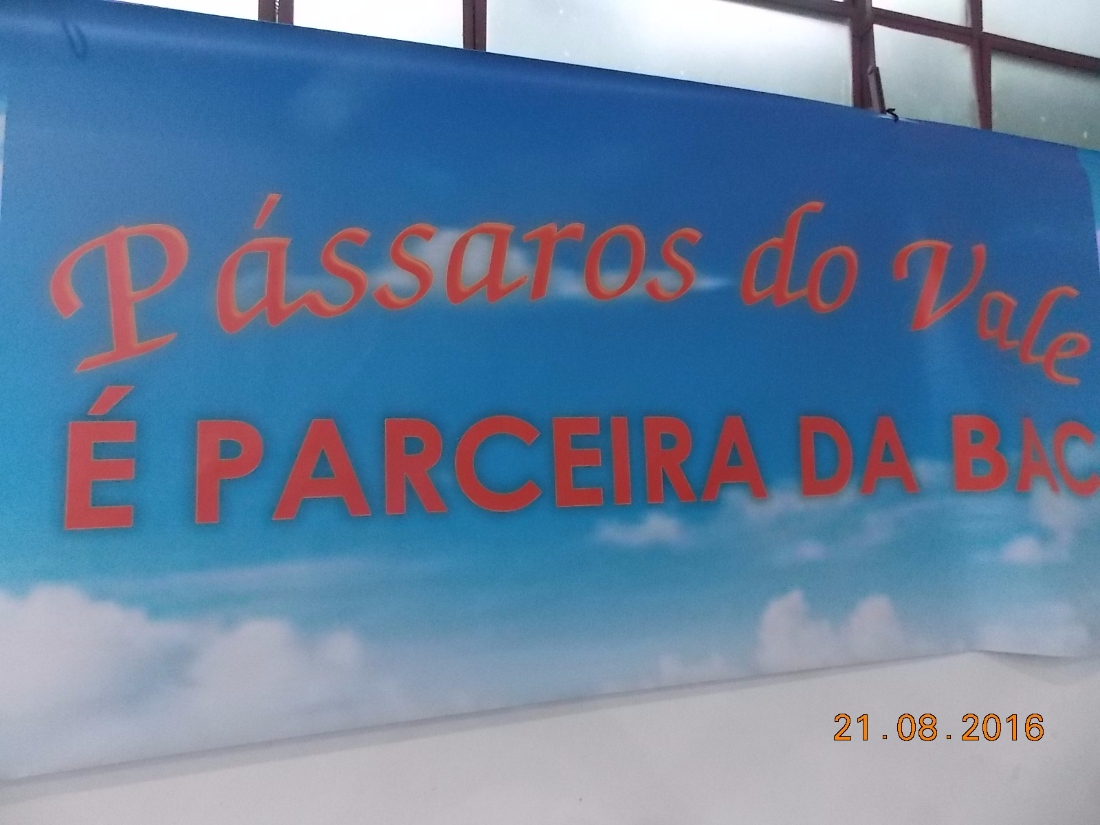 Pássaros do Vale
É PARCEIRA DA BAC
21.08.2016